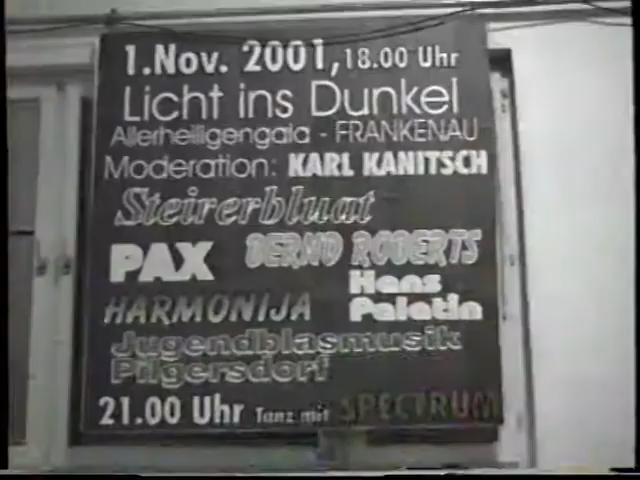 1. Nov. 2001, 18.00 Uhr
Licht ins Dunkel
Allerheiligengala - FRANKENAU
Moderation: KARL KANITSCH
Steirerbluat
PAX BERND ROBERTS
HARMONIJA Hans Palatin
Jugendblasmusik
Pilgersdorf
21.00 Uhr Tanz mit SPECTRUM